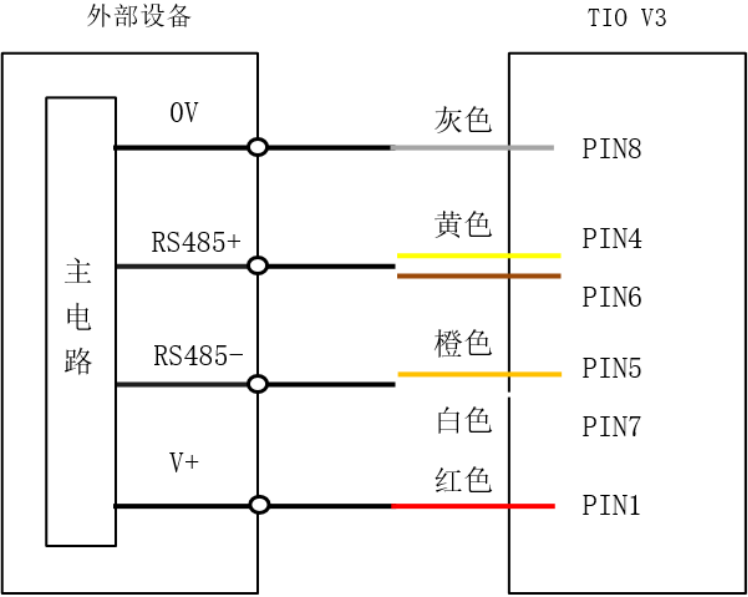 外部设备
TIO V3
0V
灰色
PIN8
RS485+
黄色
PIN4
PIN6
主电路
RS485-
橙色
PIN5
白色
PIN7
V+
红色
PIN1